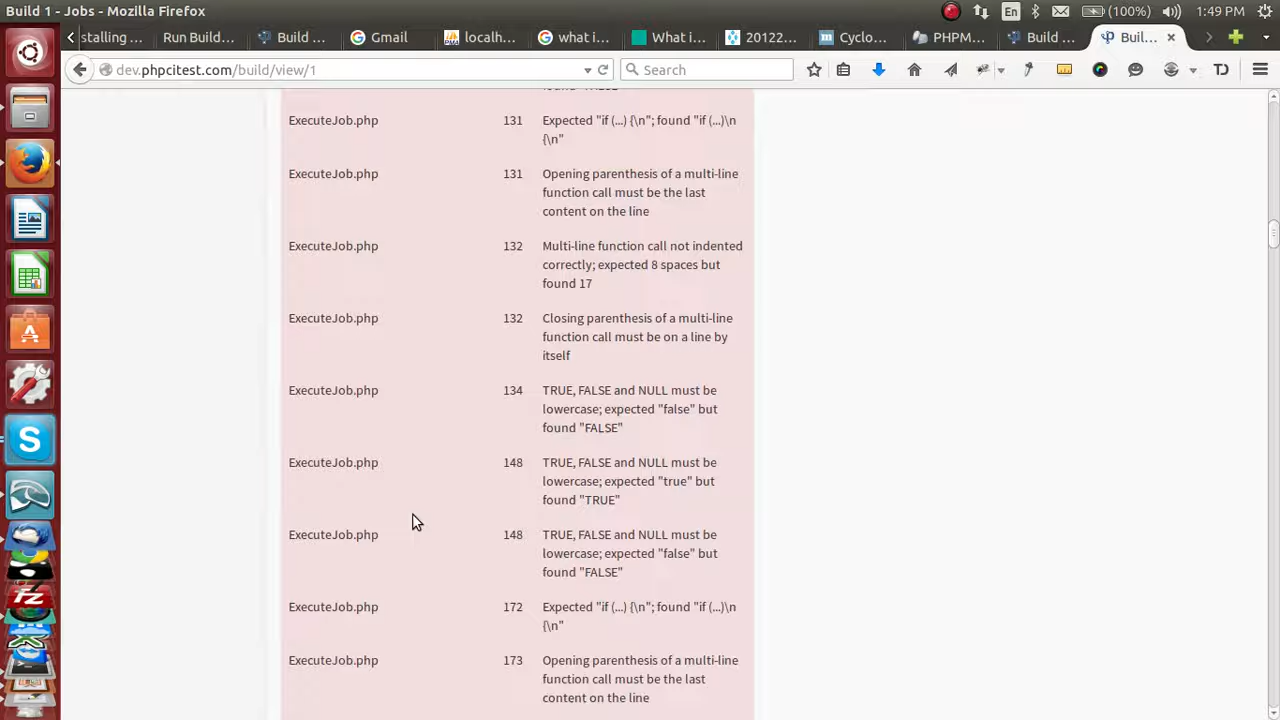 Build 1 - Jobs - Mozilla Firefox
En
(100%)
1:49 PM
stalling ...
Run Build...
Build ...
Gmail
localh...
what i...
What i...
20122...
Cyclo...
PHPM...
Build ...
Buil...
dev.phpcitest.com/build/view/1
Search
TD
ExecuteJob.php 131 Expected "if (...) {\n"; found "if (...)\n
{\n"
ExecuteJob.php 131 Opening parenthesis of a multi-line
function call must be the last
content on the line
ExecuteJob.php 132 Multi-line function call not indented
correctly; expected 8 spaces but
found 17
ExecuteJob.php 132 Closing parenthesis of a multi-line
function call must be on a line by
itself
ExecuteJob.php 134 TRUE, FALSE and NULL must be
lowercase; expected "false" but
found "FALSE"
ExecuteJob.php 148 TRUE, FALSE and NULL must be
lowercase; expected "true" but
found "TRUE"
ExecuteJob.php 148 TRUE, FALSE and NULL must be
lowercase; expected "false" but
found "FALSE"
ExecuteJob.php 172 Expected "if (...) {\n"; found "if (...)\n
{\n"
ExecuteJob.php 173 Opening parenthesis of a multi-line
function call must be the last
content on the line